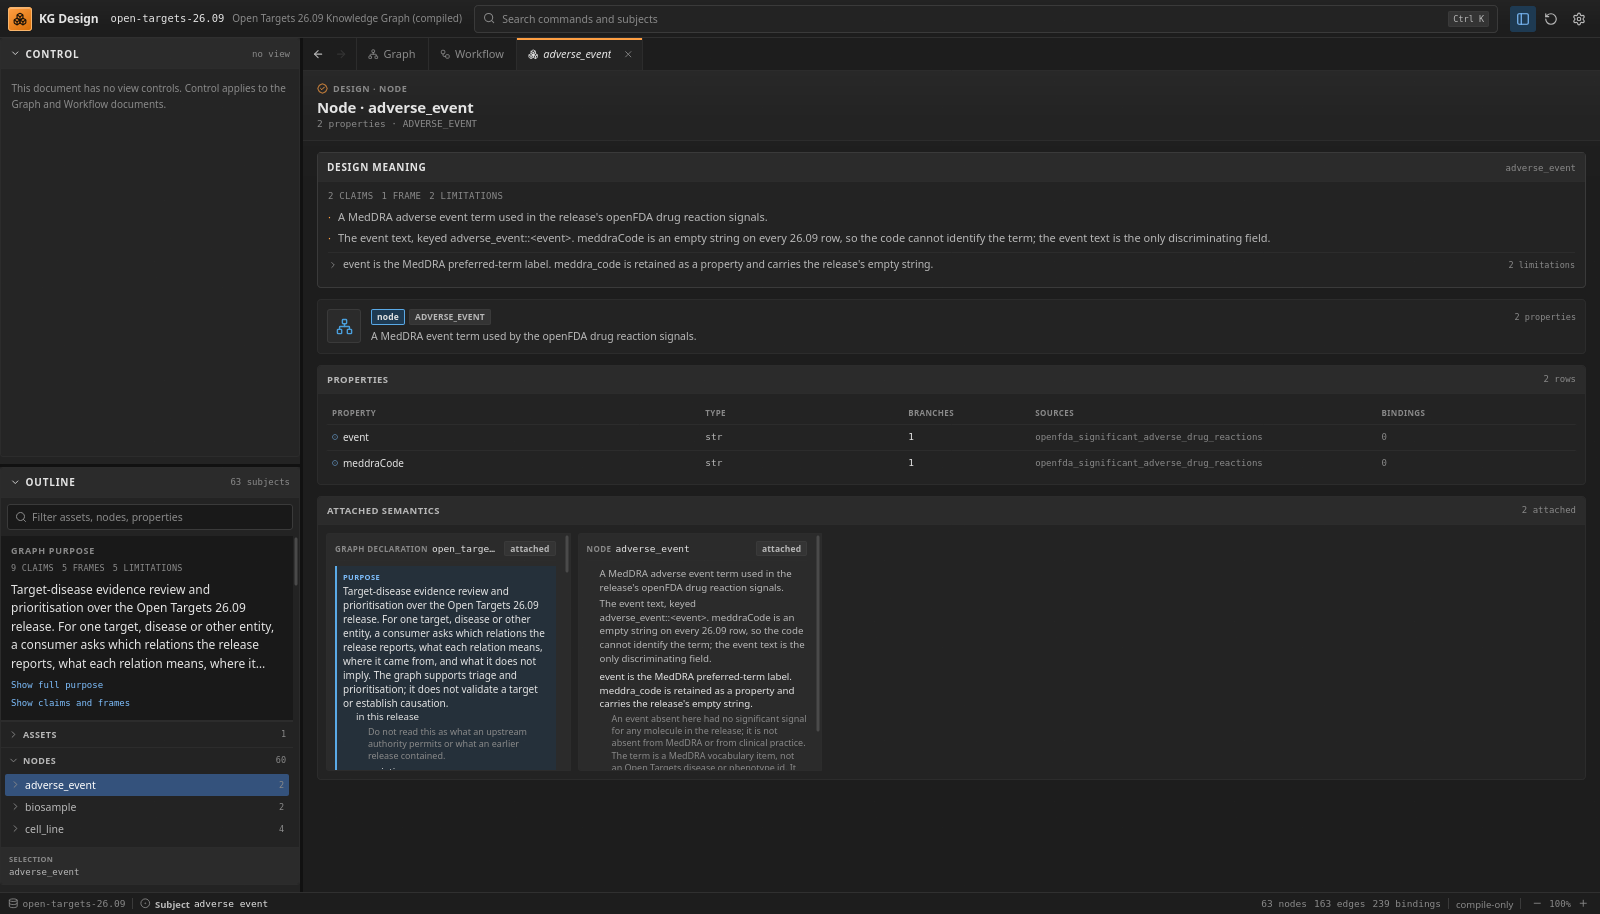 KG Design open-targets-26.09 Open Targets 26.09 Knowledge Graph (compiled) Search commands and subjects Ctrl K
CONTROL no view
This document has no view controls. Control applies to the
Graph and Workflow documents.
Graph Workflow adverse_event
DESIGN · NODE
Node · adverse_event
2 properties · ADVERSE_EVENT
DESIGN MEANING adverse_event
2 CLAIMS 1 FRAME 2 LIMITATIONS
· A MedDRA adverse event term used in the release's openFDA drug reaction signals.
· The event text, keyed adverse_event::<event>. meddraCode is an empty string on every 26.09 row, so the code cannot identify the term; the event text is the only discriminating field.
event is the MedDRA preferred-term label. meddra_code is retained as a property and carries the release's empty string. 2 limitations
node ADVERSE_EVENT 2 properties
A MedDRA event term used by the openFDA drug reaction signals.
PROPERTIES 2 rows
PROPERTY TYPE BRANCHES SOURCES BINDINGS
event str 1 openfda_significant_adverse_drug_reactions 0
meddraCode str 1 openfda_significant_adverse_drug_reactions 0
ATTACHED SEMANTICS 2 attached
GRAPH DECLARATION open_targe… attached
PURPOSE
Target-disease evidence review and
prioritisation over the Open Targets 26.09
release. For one target, disease or other
entity, a consumer asks which relations the
release reports, what each relation means,
where it came from, and what it does not
imply. The graph supports triage and
prioritisation; it does not validate a target
or establish causation.
in this release
Do not read this as what an upstream
authority permits or what an earlier
release contained.
NODE adverse_event attached
A MedDRA adverse event term used in the
release's openFDA drug reaction signals.
The event text, keyed
adverse_event::<event>. meddraCode is an
empty string on every 26.09 row, so the code
cannot identify the term; the event text is the
only discriminating field.
event is the MedDRA preferred-term label.
meddra_code is retained as a property and
carries the release's empty string.
An event absent here had no significant signal
for any molecule in the release; it is not
absent from MedDRA or from clinical practice.
The term is a MedDRA vocabulary item, not
an Open Targets disease or phenotype id. It
OUTLINE 63 subjects
Filter assets, nodes, properties
GRAPH PURPOSE
9 CLAIMS 5 FRAMES 5 LIMITATIONS
Target-disease evidence review and
prioritisation over the Open Targets 26.09
release. For one target, disease or other entity,
a consumer asks which relations the release
reports, what each relation means, where it…
Show full purpose
Show claims and frames
ASSETS 1
NODES 60
adverse_event 2
biosample 2
cell_line 4
SELECTION
adverse_event
open-targets-26.09 Subject adverse event 63 nodes 163 edges 239 bindings compile-only − 100% +